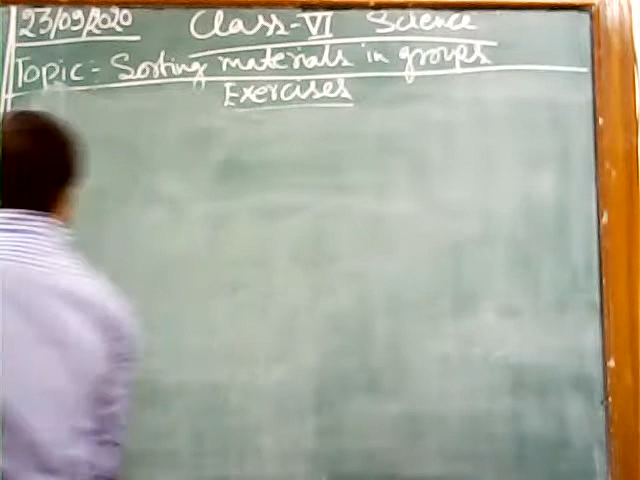 23/09/2020 Class-VI Science
Topic:- Sorting materials in groups
Exercises